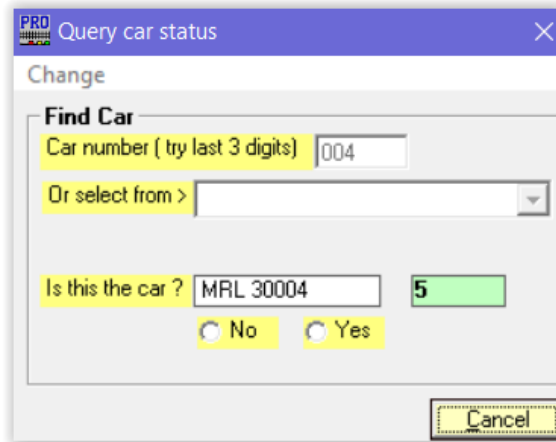 PRO
Query car status
Change
Find Car
Car number ( try last 3 digits) 004
Or select from >
Is this the car ? MRL 30004 5
No Yes
Cancel